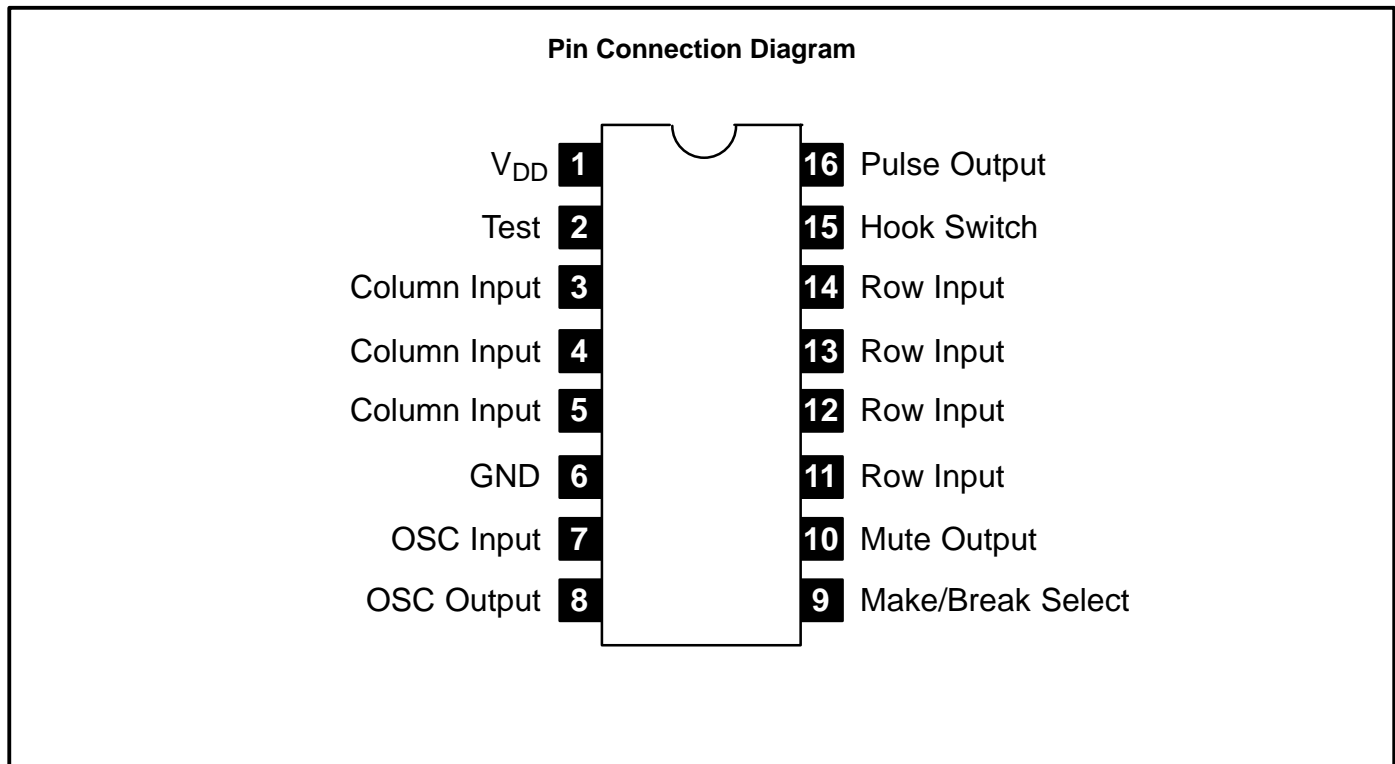 Pin Connection Diagram
V_DD 1 16 Pulse Output
Test 2 15 Hook Switch
Column Input 3 14 Row Input
Column Input 4 13 Row Input
Column Input 5 12 Row Input
GND 6 11 Row Input
OSC Input 7 10 Mute Output
OSC Output 8 9 Make/Break Select